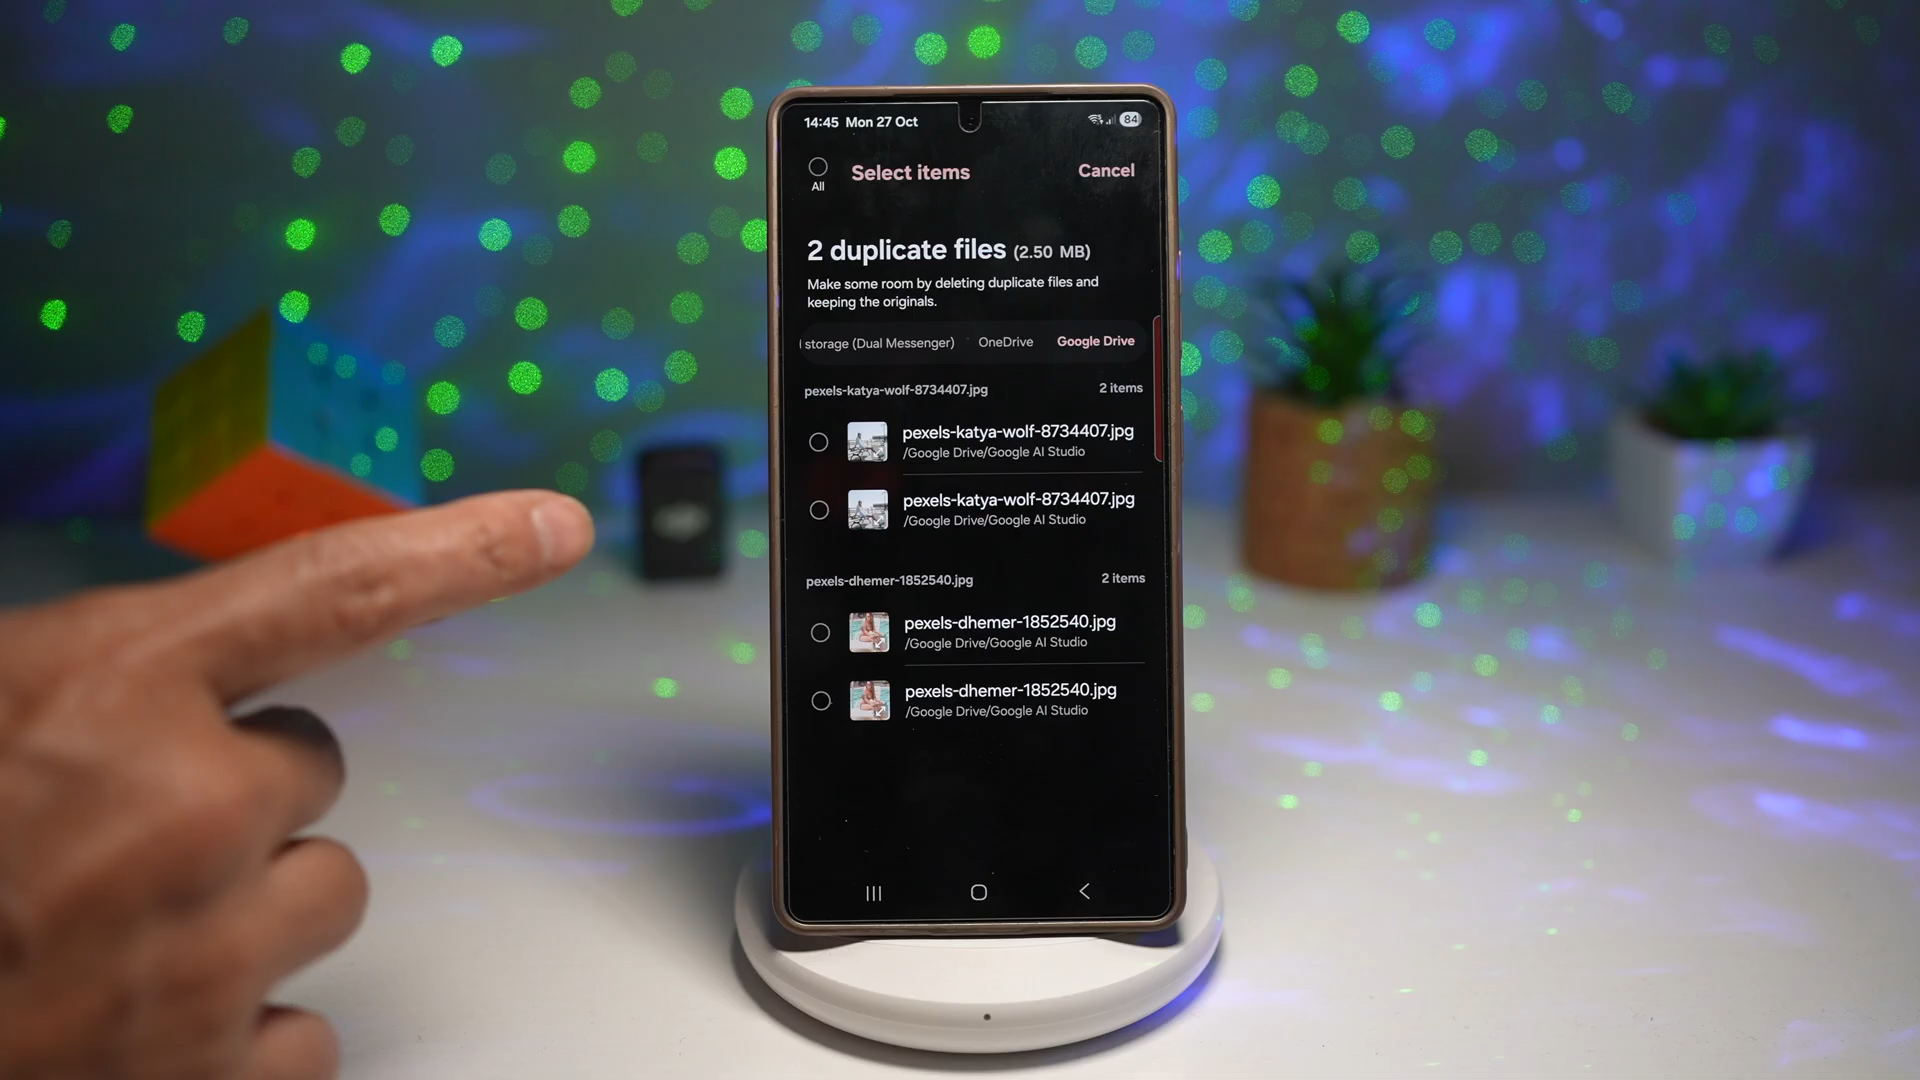 14:45 Mon 27 Oct
84
All
Select items
Cancel
2 duplicate files (2.50 MB)
Make some room by deleting duplicate files and
keeping the originals.
storage (Dual Messenger)
OneDrive
Google Drive
pexels-katya-wolf-8734407.jpg
2 items
pexels-katya-wolf-8734407.jpg
/Google Drive/Google AI Studio
pexels-katya-wolf-8734407.jpg
/Google Drive/Google AI Studio
pexels-dhemer-1852540.jpg
2 items
pexels-dhemer-1852540.jpg
/Google Drive/Google AI Studio
pexels-dhemer-1852540.jpg
/Google Drive/Google AI Studio